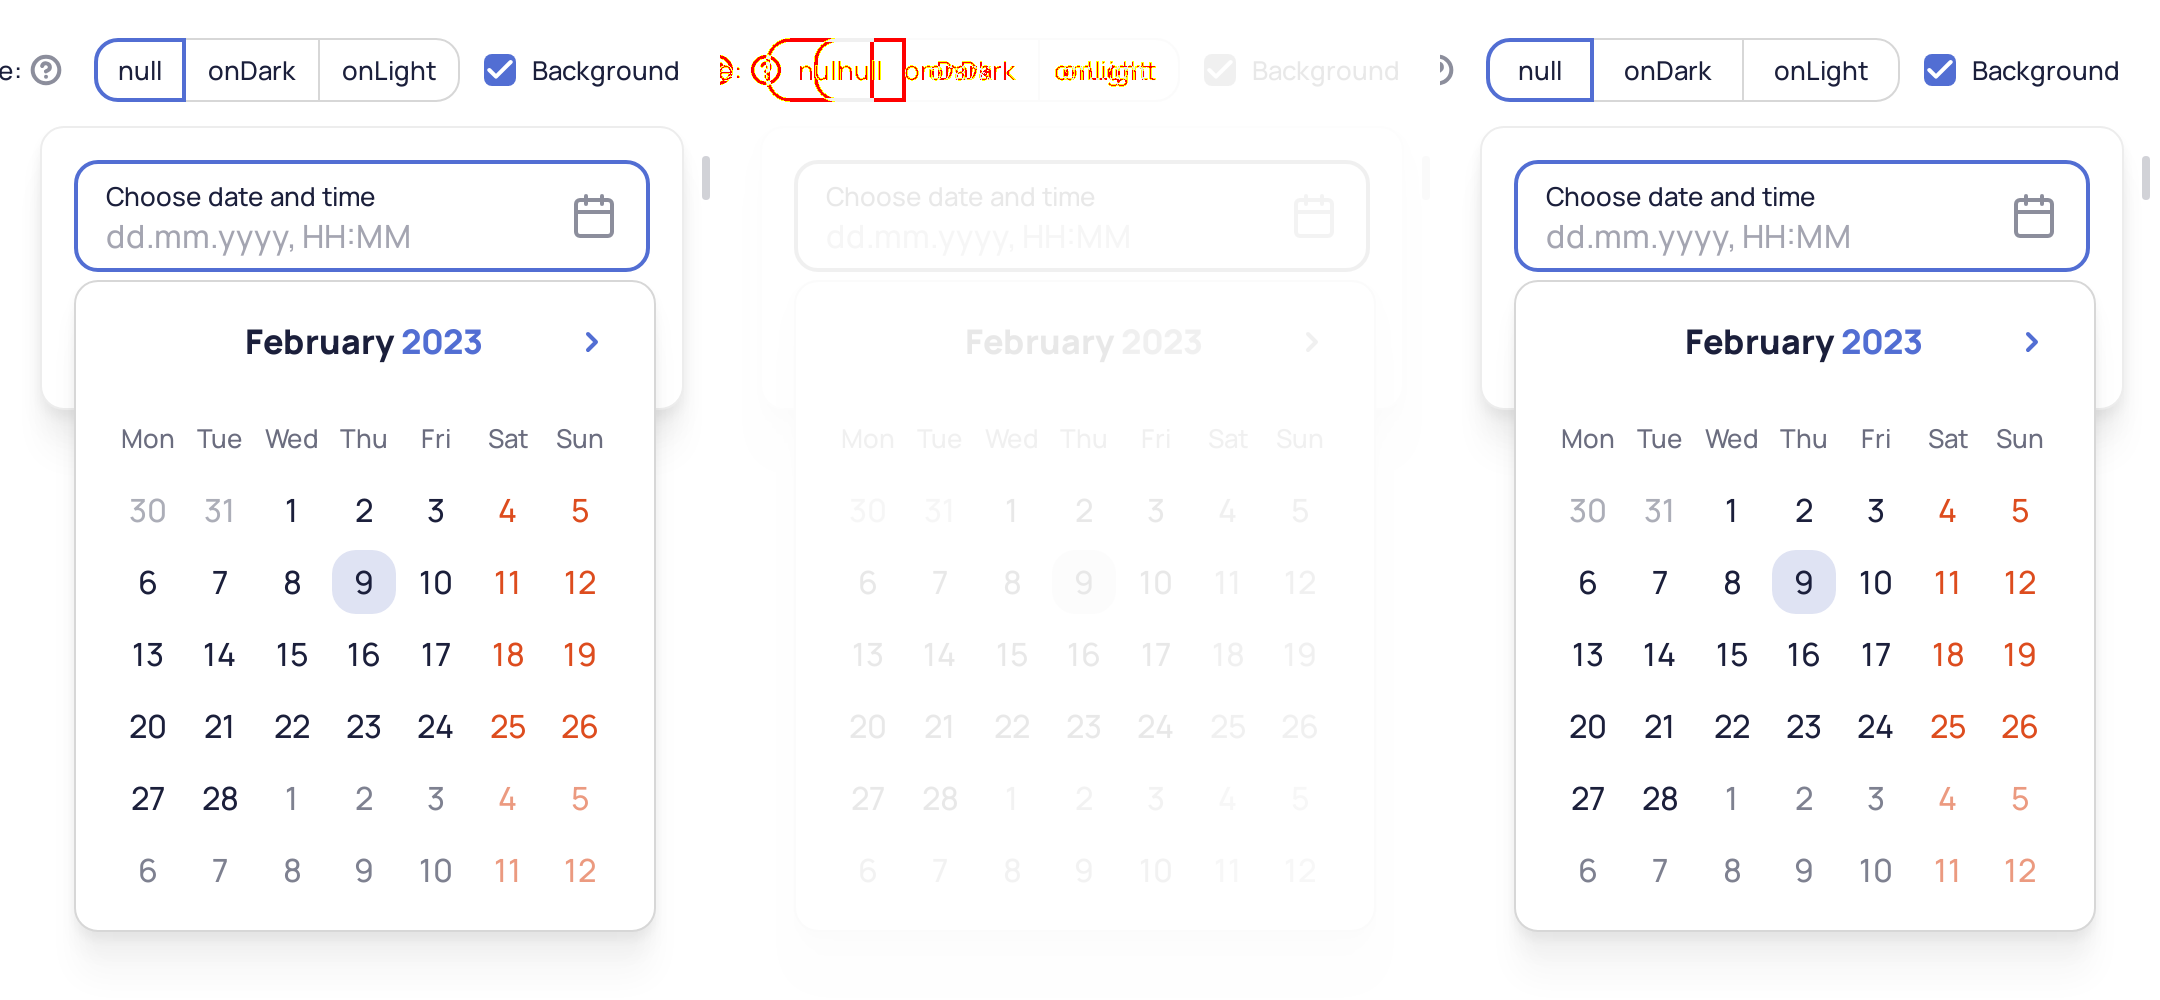 e: null onDark onLight Background
Choose date and time
dd.mm.yyyy, HH:MM
February 2023
Mon Tue Wed Thu Fri Sat Sun
30 31 1 2 3 4 5
6 7 8 9 10 11 12
13 14 15 16 17 18 19
20 21 22 23 24 25 26
27 28 1 2 3 4 5
6 7 8 9 10 11 12
e: null null onDark onLight Background
Choose date and time
dd.mm.yyyy, HH:MM
February 2023
Mon Tue Wed Thu Fri Sat Sun
30 31 1 2 3 4 5
6 7 8 9 10 11 12
13 14 15 16 17 18 19
20 21 22 23 24 25 26
27 28 1 2 3 4 5
6 7 8 9 10 11 12
null onDark onLight Background
Choose date and time
dd.mm.yyyy, HH:MM
February 2023
Mon Tue Wed Thu Fri Sat Sun
30 31 1 2 3 4 5
6 7 8 9 10 11 12
13 14 15 16 17 18 19
20 21 22 23 24 25 26
27 28 1 2 3 4 5
6 7 8 9 10 11 12